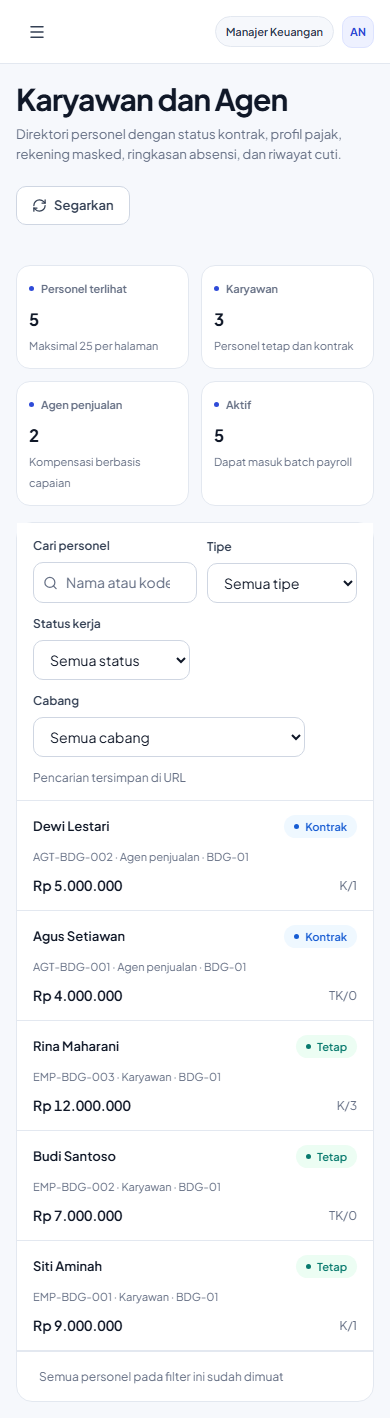 Manajer Keuangan
AN
Karyawan dan Agen
Direktori personel dengan status kontrak, profil pajak,
rekening masked, ringkasan absensi, dan riwayat cuti.
Segarkan
Personel terlihat
5
Maksimal 25 per halaman
Karyawan
3
Personel tetap dan kontrak
Agen penjualan
2
Kompensasi berbasis
capaian
Aktif
5
Dapat masuk batch payroll
Cari personel
Nama atau kode
Tipe
Semua tipe
Status kerja
Semua status
Cabang
Semua cabang
Pencarian tersimpan di URL
Dewi Lestari
Kontrak
AGT-BDG-002 · Agen penjualan · BDG-01
Rp 5.000.000
K/1
Agus Setiawan
Kontrak
AGT-BDG-001 · Agen penjualan · BDG-01
Rp 4.000.000
TK/0
Rina Maharani
Tetap
EMP-BDG-003 · Karyawan · BDG-01
Rp 12.000.000
K/3
Budi Santoso
Tetap
EMP-BDG-002 · Karyawan · BDG-01
Rp 7.000.000
TK/0
Siti Aminah
Tetap
EMP-BDG-001 · Karyawan · BDG-01
Rp 9.000.000
K/1
Semua personel pada filter ini sudah dimuat